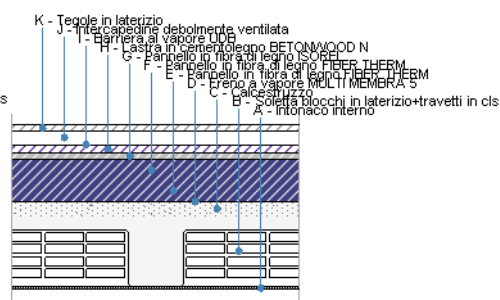 K - Tegole in laterizio
J - Intercapedine debolmente ventilata
I - Barriera al vapore UDB
H - Lastra in cementolegno BETONWOOD N
G - Pannello in fibra di legno ISOREL
F - Pannello in fibra di legno FIBER THERM
E - Pannello in fibra di legno FIBER THERM
D - Freno a vapore MULTI MEMBRA 5
C - Calcestruzzo
B - Soletta blocchi in laterizio+travetti in cls
A - Intonaco interno
s